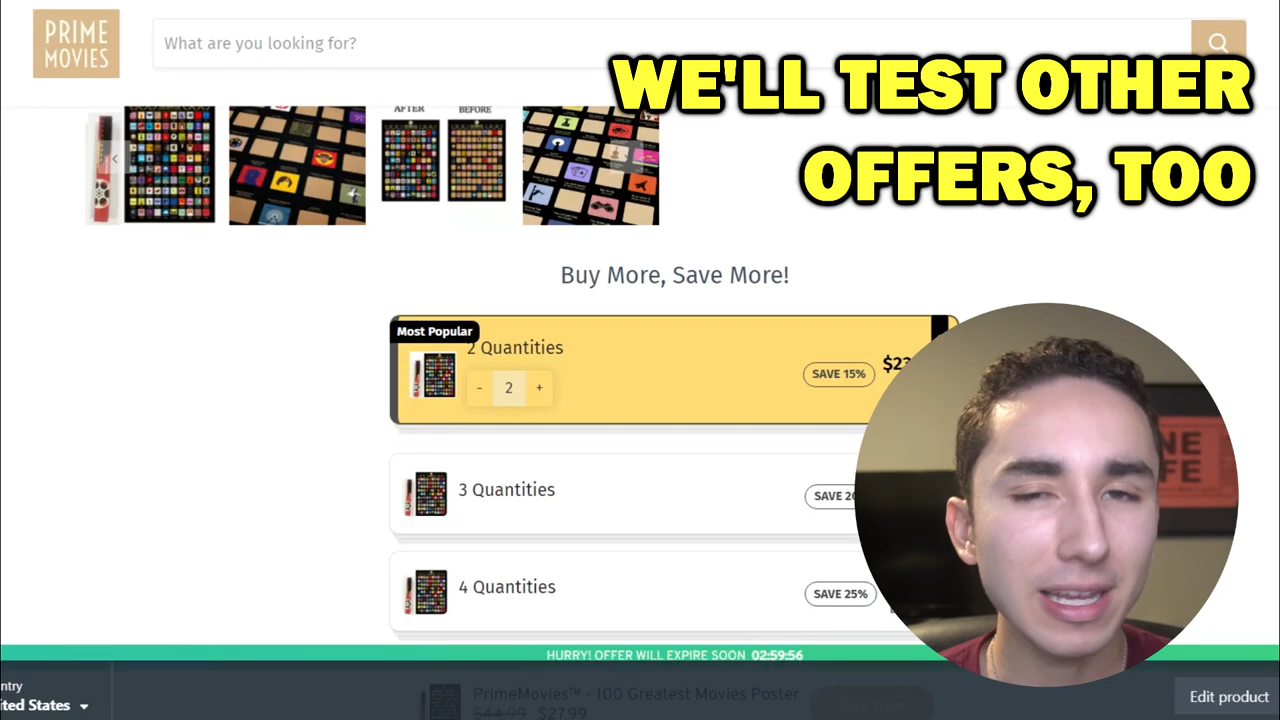 PRIME
MOVIES
What are you looking for?
WE'LL TEST OTHER
OFFERS, TOO
AFTER BEFORE
Buy More, Save More!
Most Popular
2 Quantities
- 2 +
SAVE 15%
3 Quantities
4 Quantities
SAVE 25%
HURRY! OFFER WILL EXPIRE SOON 02:59:56
PrimeMovies™ - 100 Greatest Movies Poster
$44.99 $27.99
Edit product